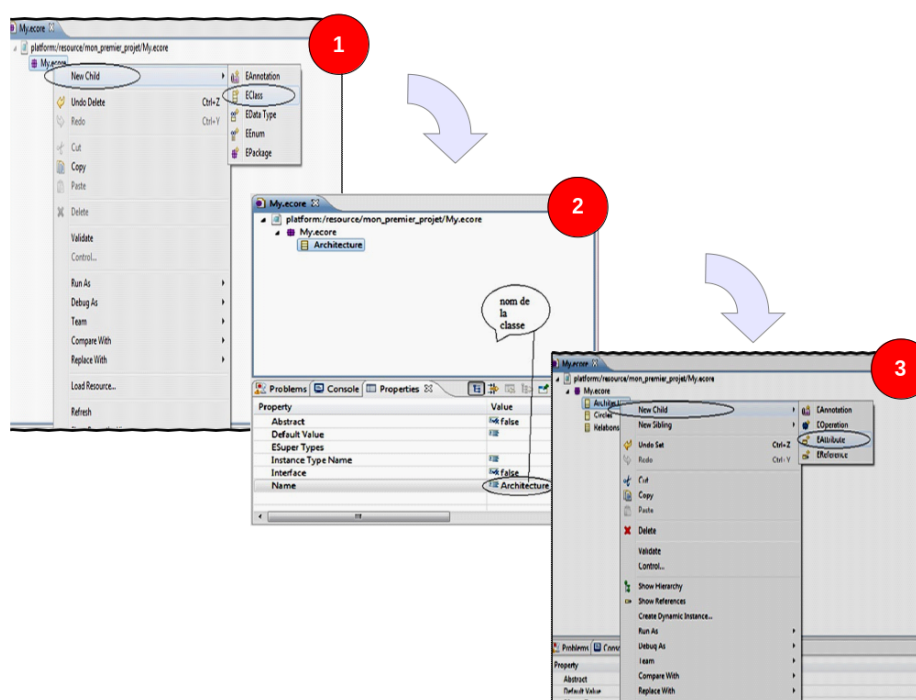 My.ecore
1
platform:/resource/mon_premier_projet/My.ecore
My.ecore
New Child
EAnnotation
EClass
EData Type
EEnum
EPackage
Undo Delete Ctrl+Z
Redo Ctrl+Y
Cut
Copy
Paste
Delete
Validate
Control...
Run As
Debug As
Team
Compare With
Replace With
Load Resource...
Refresh
2
My.ecore
platform:/resource/mon_premier_projet/My.ecore
My.ecore
Architecture
nom de
la
classe
Problems Console Properties
Property Value
Abstract false
Default Value
ESuper Types
Instance Type Name
Interface false
Name Architecture
3
My.ecore
platform:/resource/mon_premier_projet/My.ecore
My.ecore
Circle
New Child
New Sibling
EAnnotation
EOperation
EAttribute
EReference
Undo Set Ctrl+Z
Redo Ctrl+Y
Cut
Copy
Paste
Delete
Validate
Control...
Show Hierarchy
Show References
Create Dynamic Instance...
Run As
Debug As
Team
Compare With
Replace With
Problems
Property
Abstract
Default Value